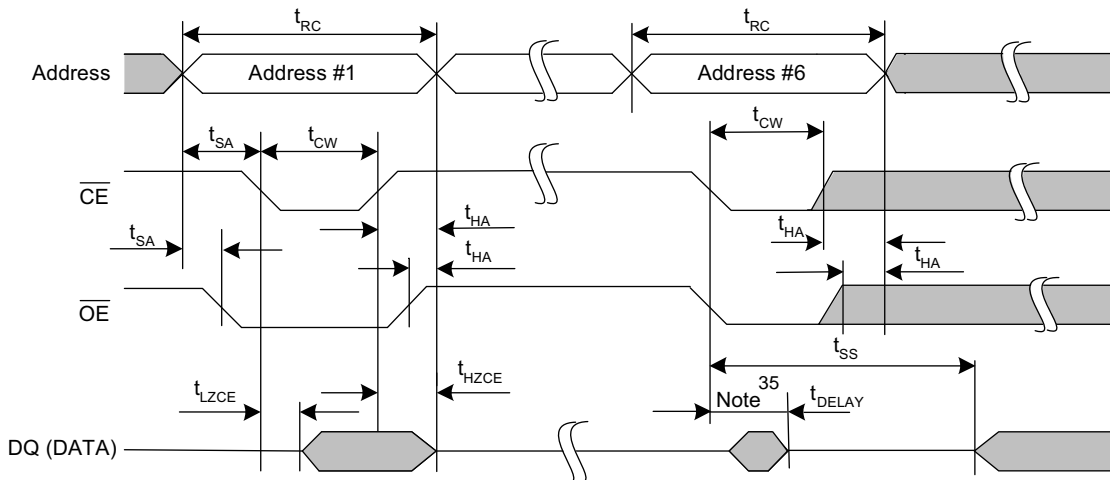 tRC
tRC
Address
Address #1
Address #6
tSA
tCW
tCW
CE
tHA
tHA
tSA
tHA
tHA
OE
tSS
tLZCE
tHZCE
Note 35
tDELAY
DQ (DATA)